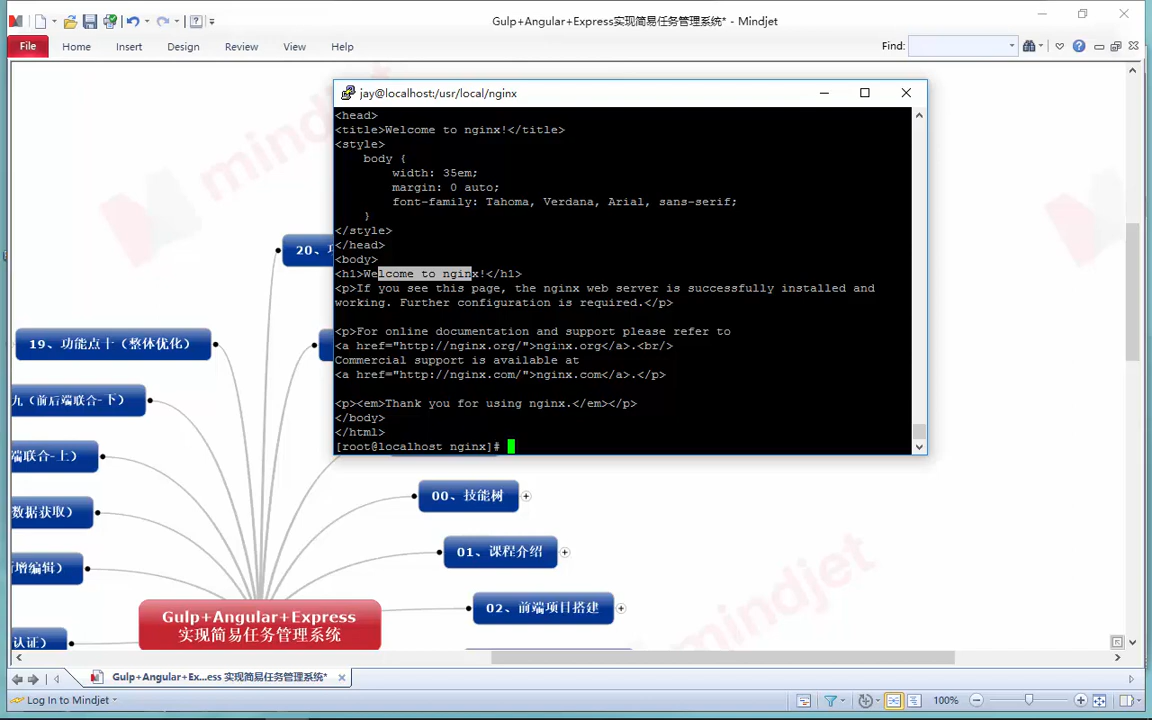 Gulp+Angular+Express实现简易任务管理系统* - Mindjet
File
Home
Insert
Design
Review
View
Help
Find:
jay@localhost:/usr/local/nginx
<head>
<title>Welcome to nginx!</title>
<style>
body {
width: 35em;
margin: 0 auto;
font-family: Tahoma, Verdana, Arial, sans-serif;
}
</style>
</head>
<body>
<h1>Welcome to nginx!</h1>
<p>If you see this page, the nginx web server is successfully installed and
working. Further configuration is required.</p>
<p>For online documentation and support please refer to
<a href="http://nginx.org/">nginx.org</a>.<br/>
Commercial support is available at
<a href="http://nginx.com/">nginx.com</a>.</p>
<p><em>Thank you for using nginx.</em></p>
</body>
</html>
[root@localhost nginx]#
20、
19、功能点十（整体优化）
九（前后端联合-下）
端联合-上）
数据获取）
增编辑）
认证）
00、技能树
01、课程介绍
02、前端项目搭建
Gulp+Angular+Express
实现简易任务管理系统
mindjet
mindjet
Gulp+Angular+Ex...ess 实现简易任务管理系统*
Log In to Mindjet
100%